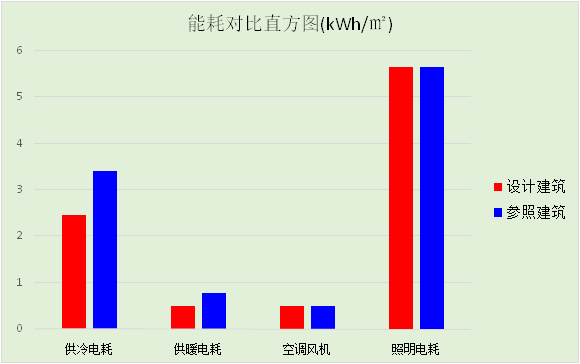 能耗对比直方图(kWh/㎡)
6
5
4
3
2
1
0
供冷电耗
供暖电耗
空调风机
照明电耗
设计建筑
参照建筑